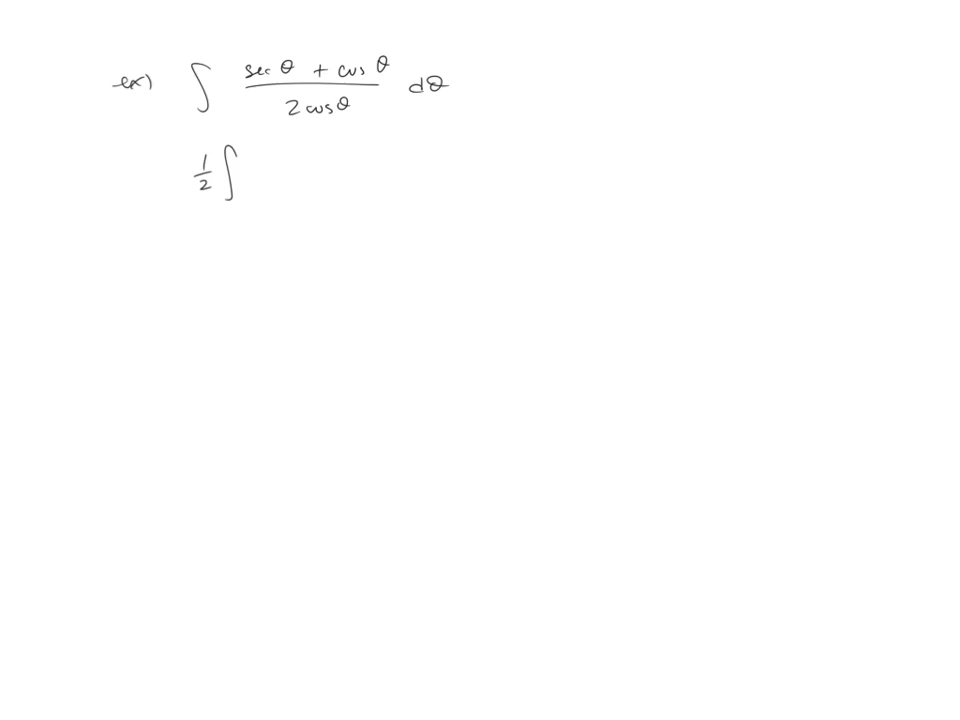 ex) ∫ (sec θ + cos θ) / (2 cos θ) dθ
1/2 ∫